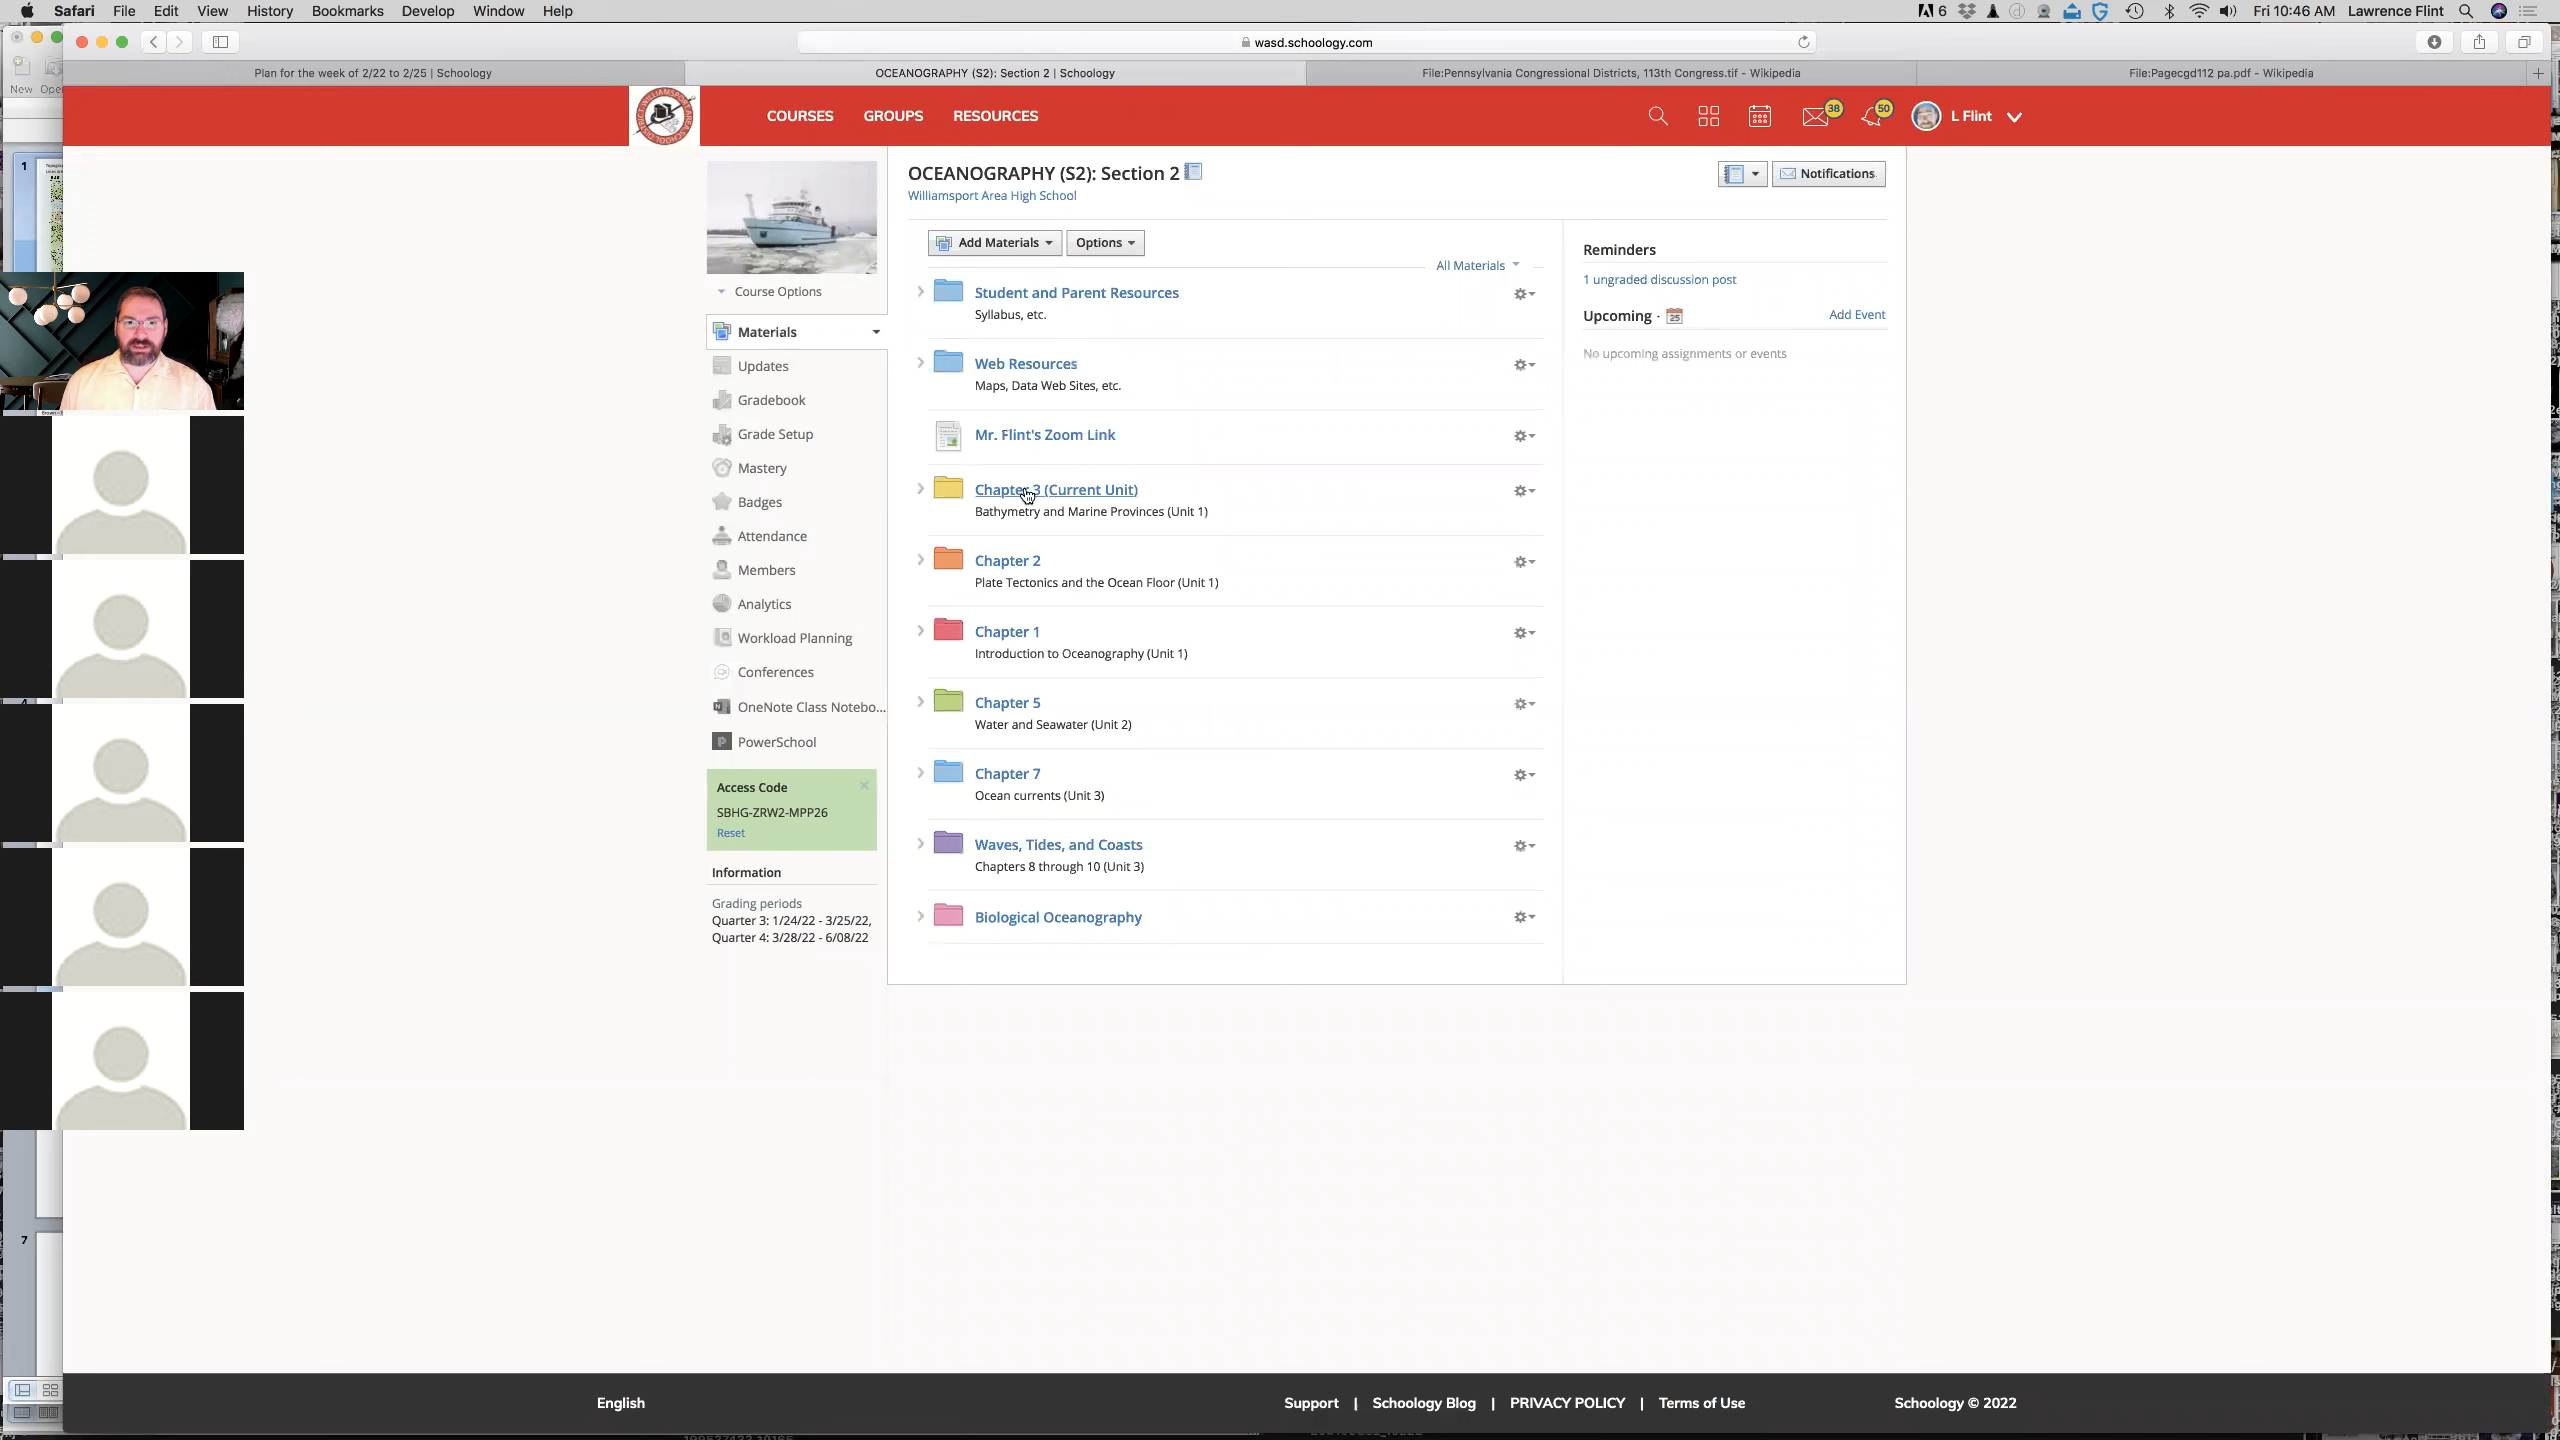 Safari File Edit View History Bookmarks Develop Window Help
6 Fri 10:46 AM Lawrence Flint
wasd.schoology.com
New
Plan for the week of 2/22 to 2/25 | Schoology
OCEANOGRAPHY (S2): Section 2 | Schoology
File:Pennsylvania Congressional Districts, 113th Congress.tif - Wikipedia
File:Pagecgd112 pa.pdf - Wikipedia
COURSES GROUPS RESOURCES
38
50
L Flint
1
OCEANOGRAPHY (S2): Section 2
Williamsport Area High School
Notifications
Course Options
Materials
Updates
Gradebook
Grade Setup
Mastery
Badges
Attendance
Members
Analytics
Workload Planning
Conferences
OneNote Class Notebo...
PowerSchool
Access Code
SBHG-ZRW2-MPP26
Reset
Information
Grading periods
Quarter 3: 1/24/22 - 3/25/22,
Quarter 4: 3/28/22 - 6/08/22
Add Materials Options
All Materials
Student and Parent Resources
Syllabus, etc.
Web Resources
Maps, Data Web Sites, etc.
Mr. Flint's Zoom Link
Chapter 3 (Current Unit)
Bathymetry and Marine Provinces (Unit 1)
Chapter 2
Plate Tectonics and the Ocean Floor (Unit 1)
Chapter 1
Introduction to Oceanography (Unit 1)
Chapter 5
Water and Seawater (Unit 2)
Chapter 7
Ocean currents (Unit 3)
Waves, Tides, and Coasts
Chapters 8 through 10 (Unit 3)
Biological Oceanography
Reminders
1 ungraded discussion post
Upcoming · 25 Add Event
No upcoming assignments or events
7
English
Support | Schoology Blog | PRIVACY POLICY | Terms of Use
Schoology © 2022